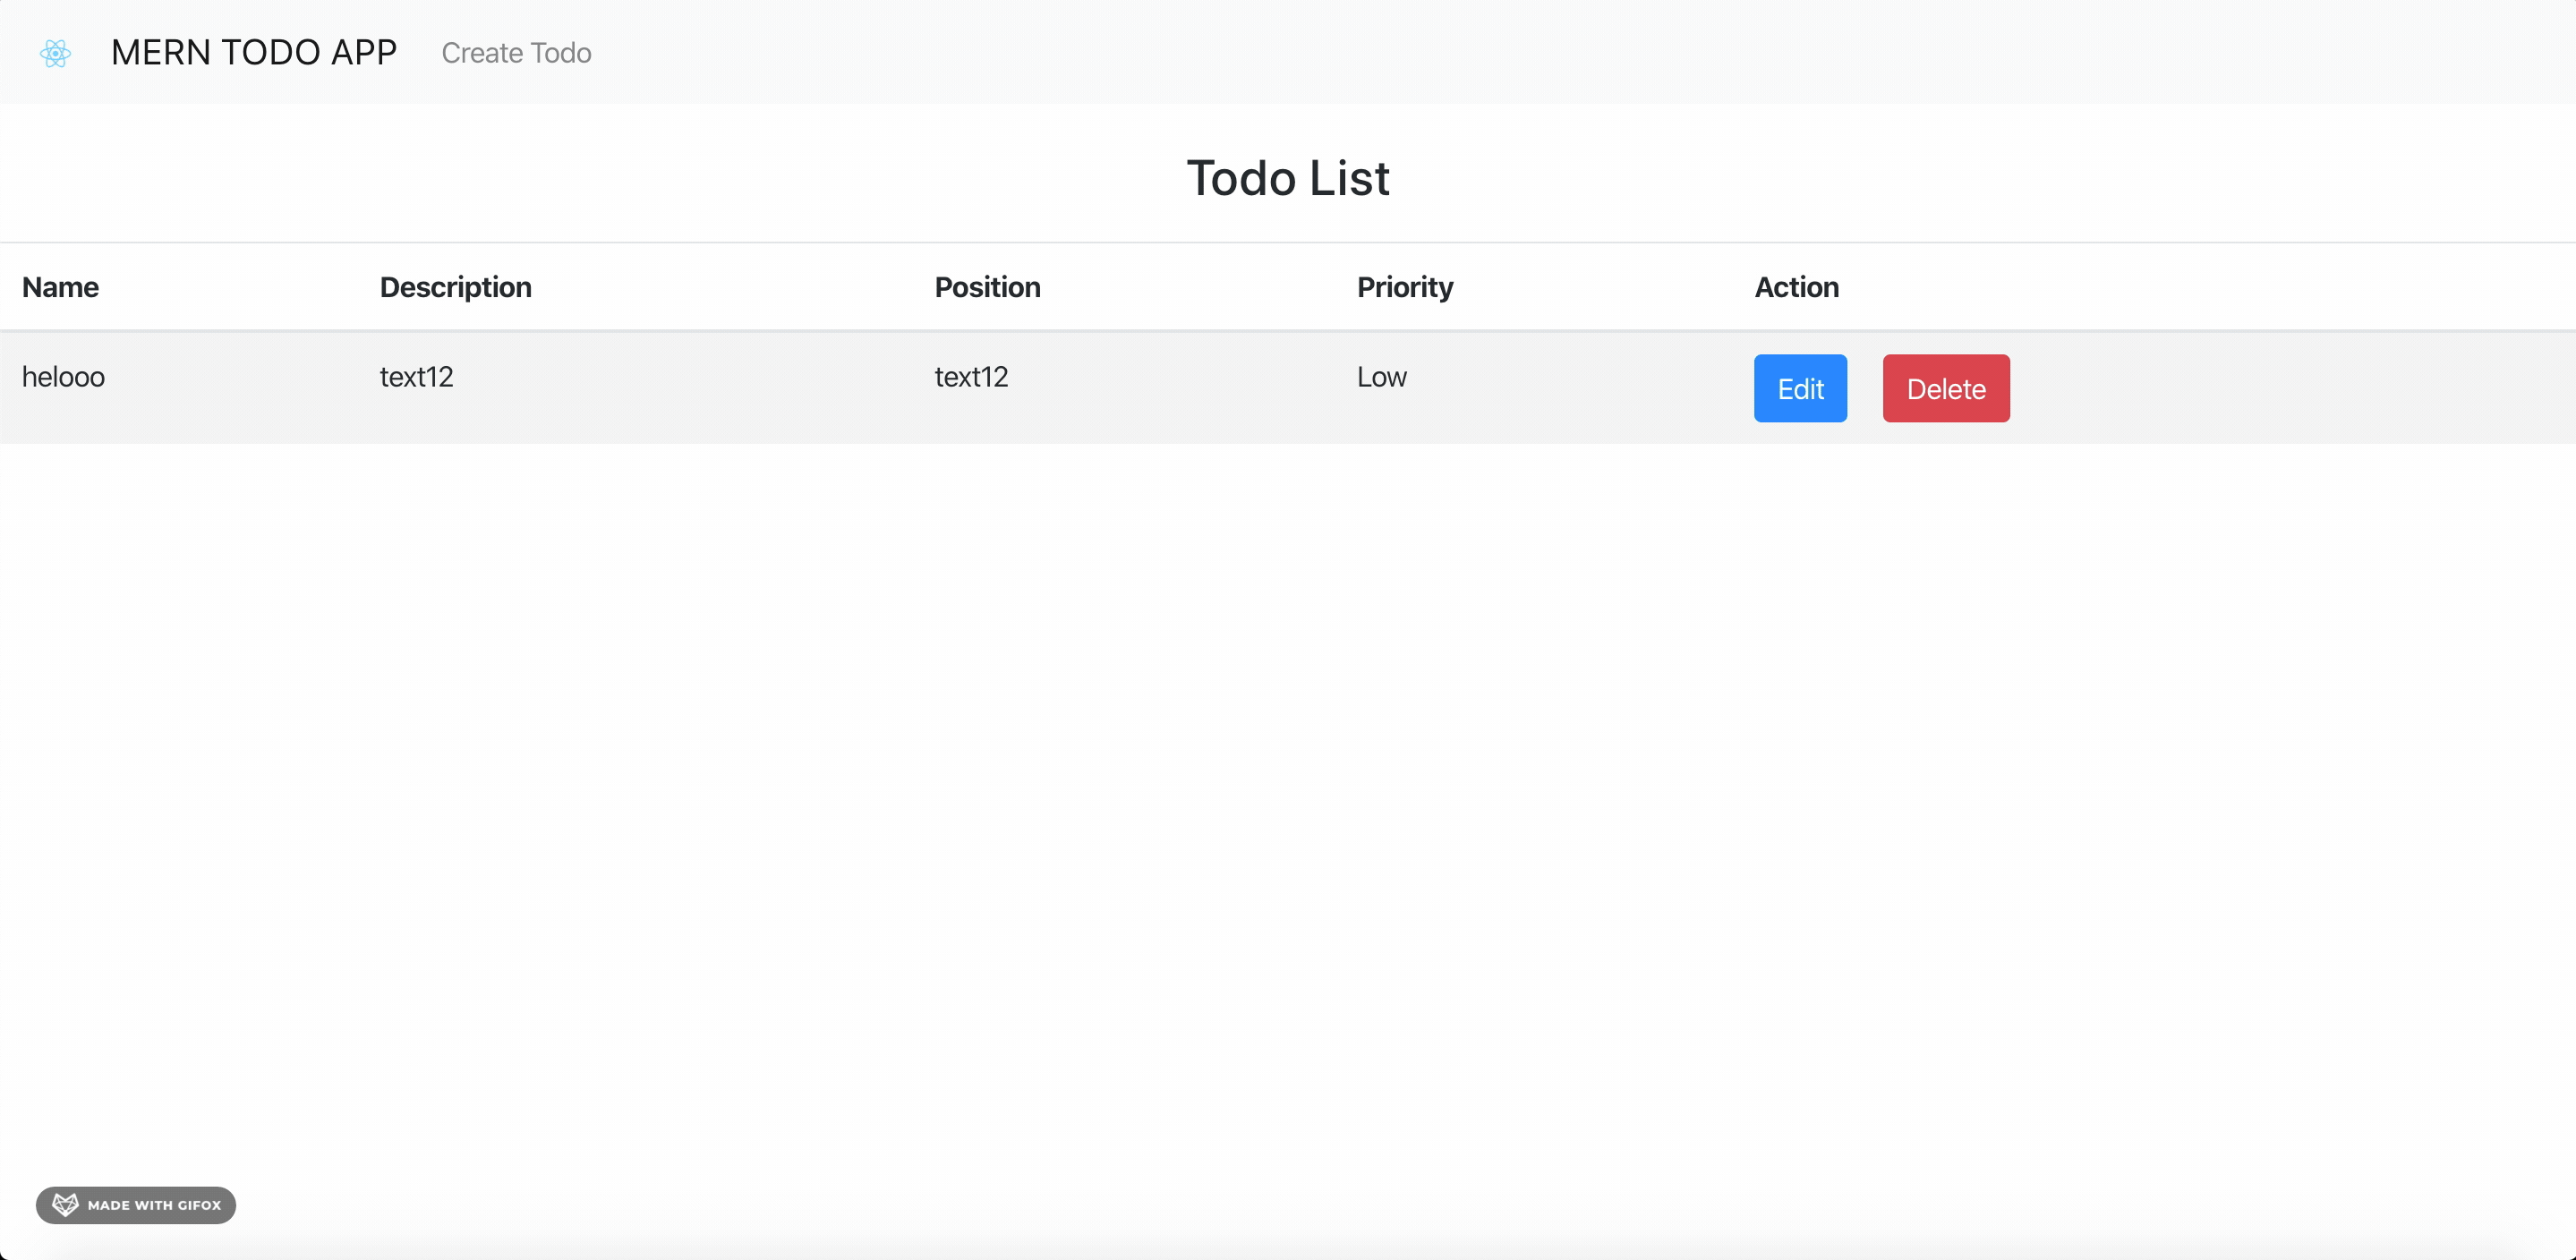 MERN TODO APP Create Todo
Todo List
Name Description Position Priority Action
helooo text12 text12 Low Edit Delete
MADE WITH GIFOX